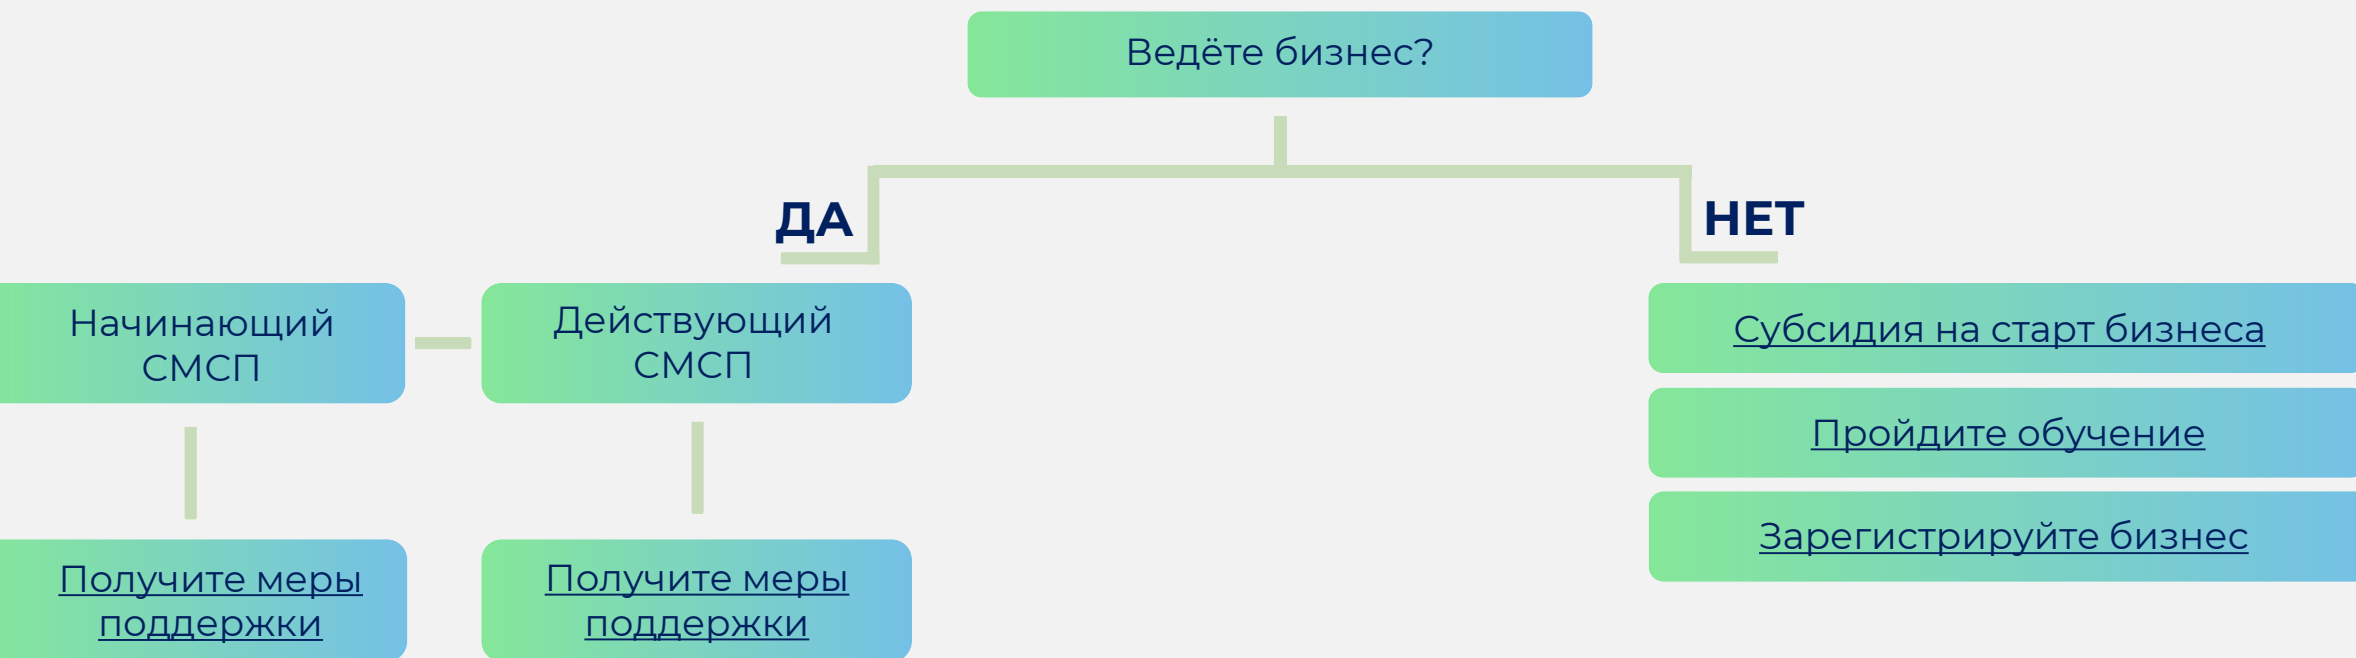 Ведёте бизнес?
ДА
НЕТ
Начинающий
СМСП
Действующий
СМСП
Получите меры
поддержки
Получите меры
поддержки
Субсидия на старт бизнеса
Пройдите обучение
Зарегистрируйте бизнес